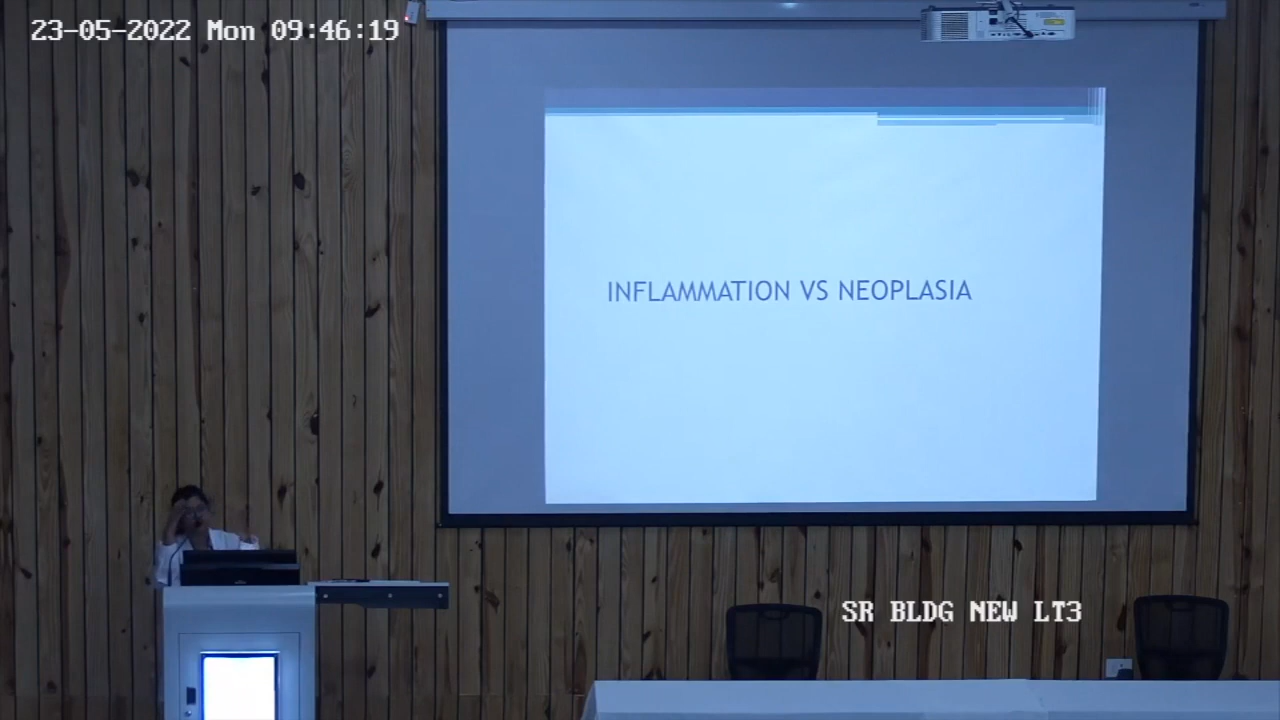 23-05-2022 Mon 09:46:19
INFLAMMATION VS NEOPLASIA
SR BLDG NEW LT3